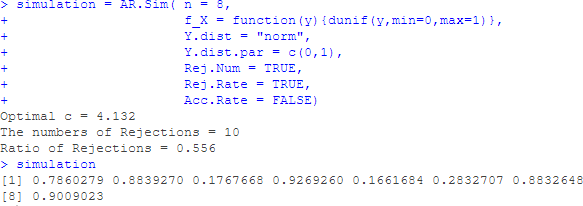 > simulation = AR.Sim( n = 8,
+ f_X = function(y){dunif(y,min=0,max=1)},
+ Y.dist = "norm",
+ Y.dist.par = c(0,1),
+ Rej.Num = TRUE,
+ Rej.Rate = TRUE,
+ Acc.Rate = FALSE)
Optimal c = 4.132
The numbers of Rejections = 10
Ratio of Rejections = 0.556
> simulation
[1] 0.7860279 0.8839270 0.1767668 0.9269260 0.1661684 0.2832707 0.8832648
[8] 0.9009023